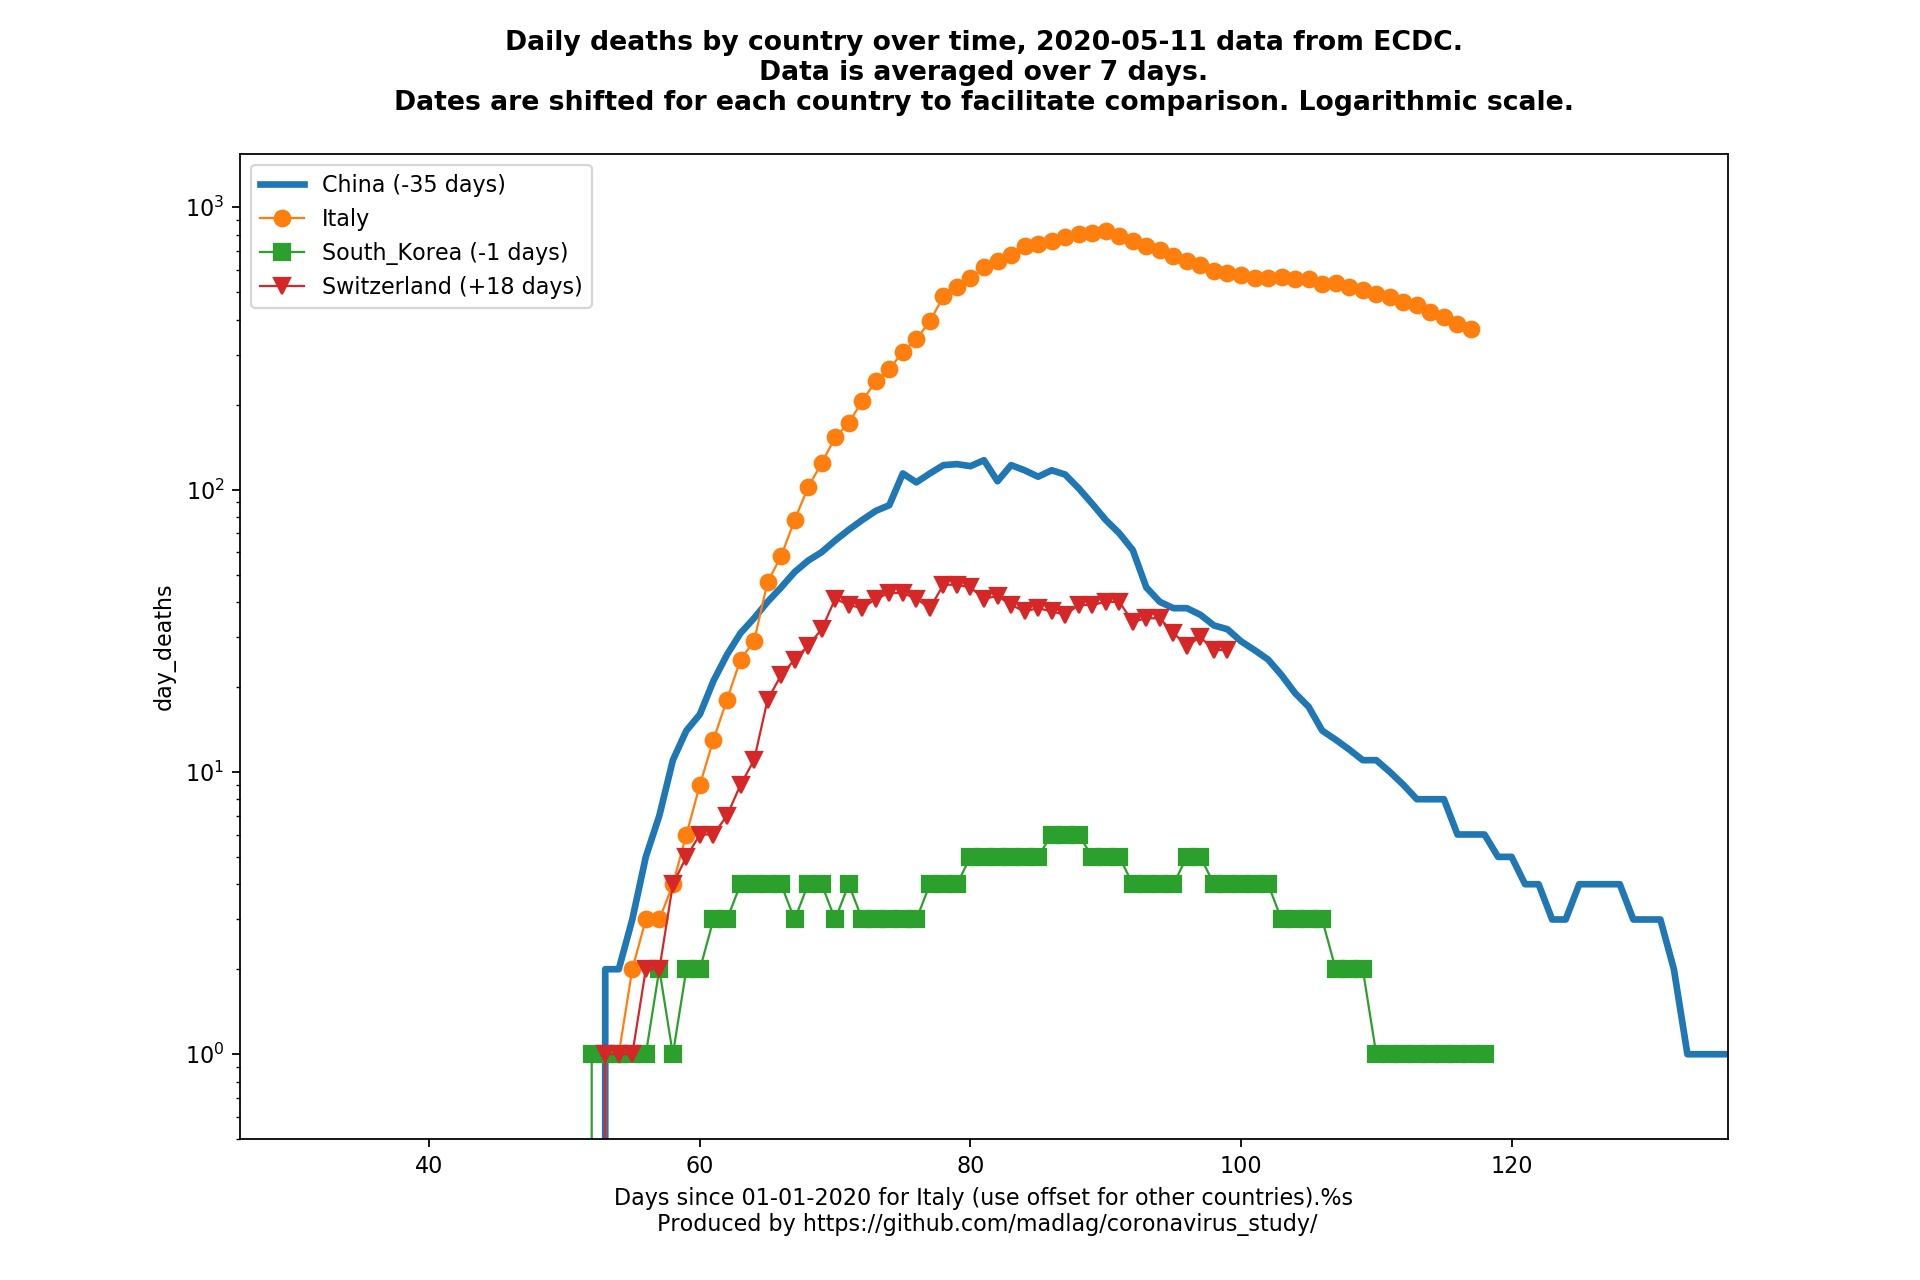 Daily deaths by country over time, 2020-05-11 data from ECDC.
Data is averaged over 7 days.
Dates are shifted for each country to facilitate comparison. Logarithmic scale.
China (-35 days)
Italy
South_Korea (-1 days)
Switzerland (+18 days)
10³
10²
10¹
10⁰
day_deaths
40 60 80 100 120
Days since 01-01-2020 for Italy (use offset for other countries).%s
Produced by https://github.com/madlag/coronavirus_study/